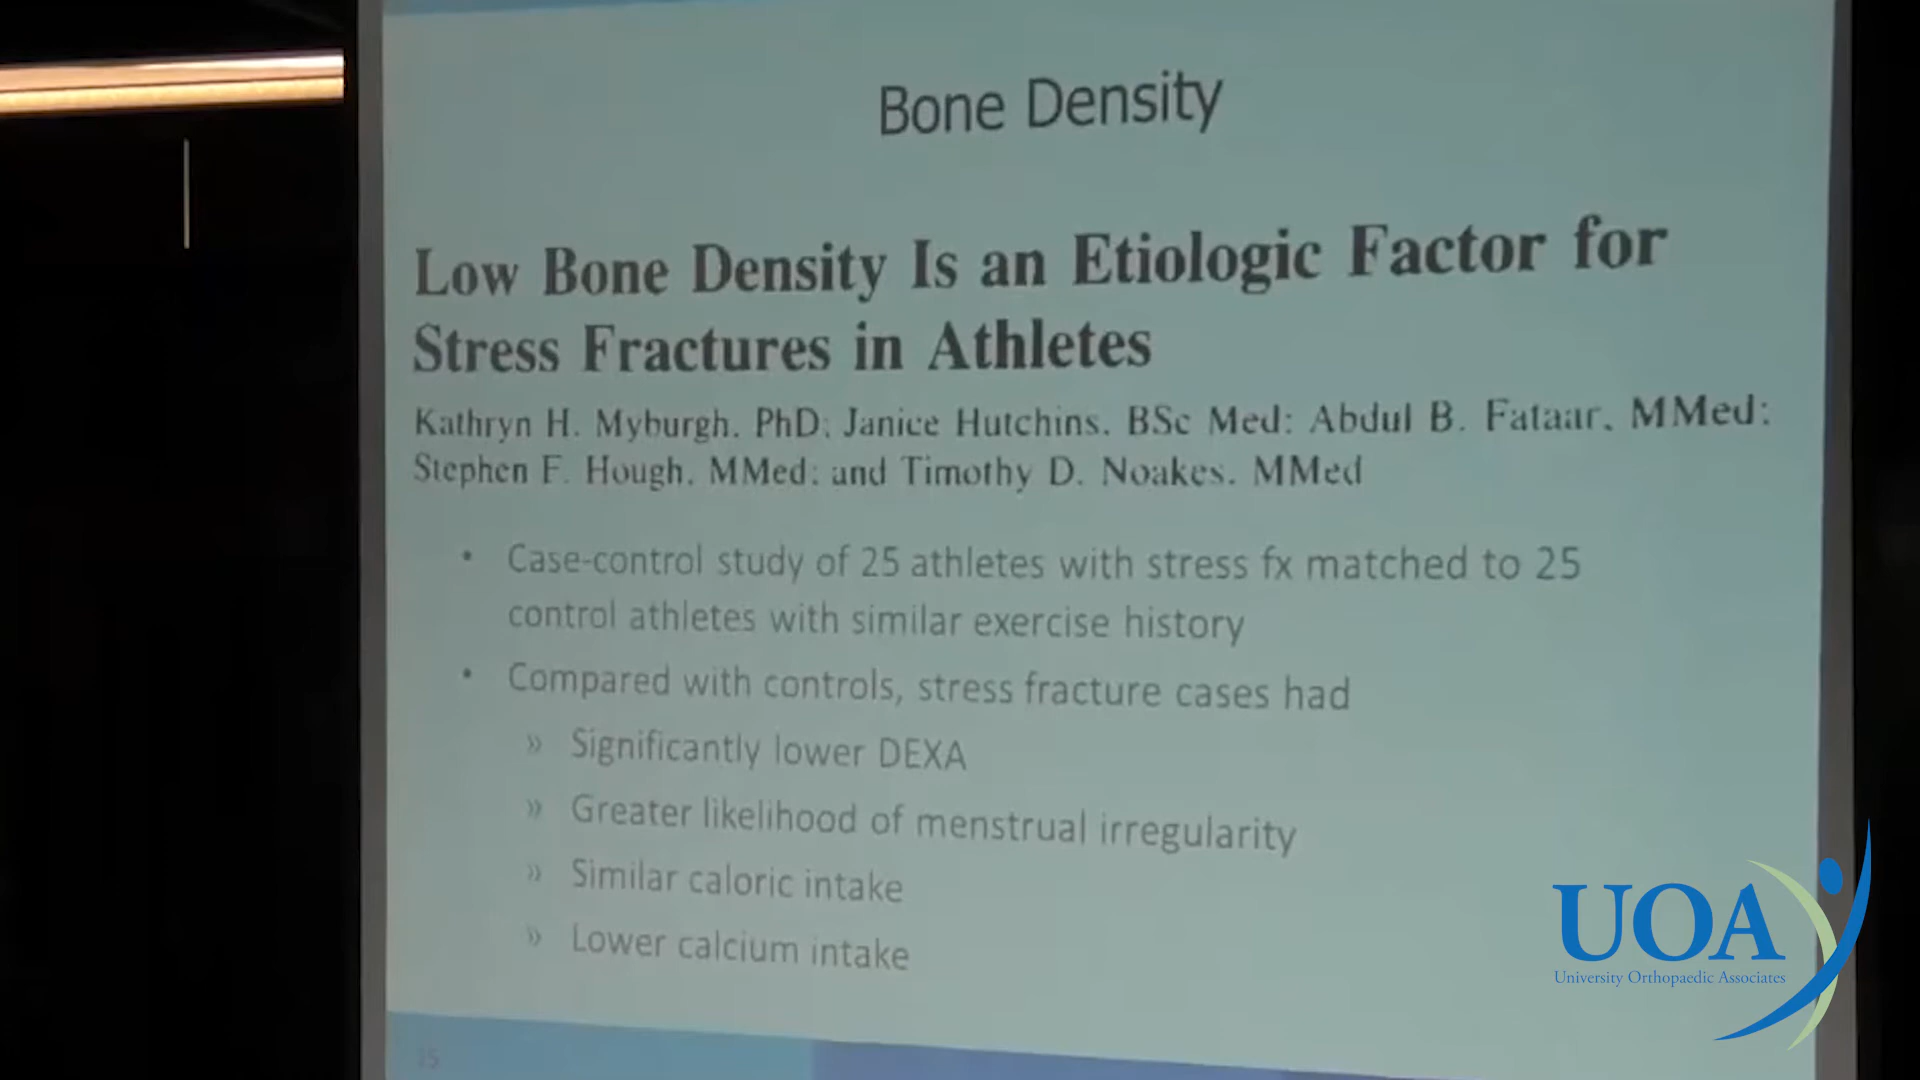 Bone Density
Low Bone Density Is an Etiologic Factor for
Stress Fractures in Athletes
Kathryn H. Myburgh, PhD; Janice Hutchins, BSc Med; Abdul B. Fataar, MMed;
Stephen F. Hough, MMed; and Timothy D. Noakes, MMed
• Case-control study of 25 athletes with stress fx matched to 25
control athletes with similar exercise history
• Compared with controls, stress fracture cases had
» Significantly lower DEXA
» Greater likelihood of menstrual irregularity
» Similar caloric intake
» Lower calcium intake
15
UOA
University Orthopaedic Associates